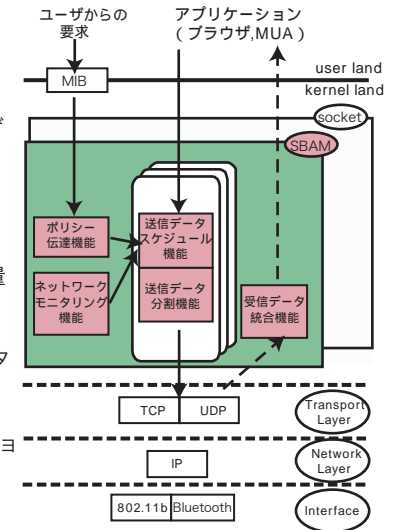 ユーザからの
要求
アプリケーション
（ブラウザ,MUA）
MIB
user land
kernel land
socket
SBAM
ポリシー
伝達機能
送信データ
スケジュール
機能
ネットワーク
モニタリング
機能
送信データ
分割機能
受信データ
統合機能
量
タ
TCP
UDP
Transport
Layer
ヨ
IP
Network
Layer
802.11b
Bluetooth
Interface